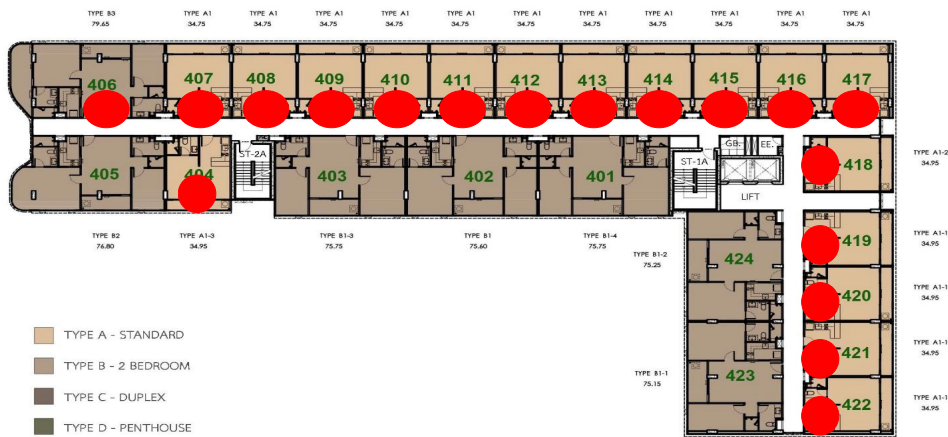 TYPE B3 TYPE A1 TYPE A1 TYPE A1 TYPE A1 TYPE A1 TYPE A1 TYPE A1 TYPE A1 TYPE A1 TYPE A1 TYPE A1
79.65 34.75 34.75 34.75 34.75 34.75 34.75 34.75 34.75 34.75 34.75 34.75
406 407 408 409 410 411 412 413 414 415 416 417
ST-2A
GB. EE.
ST-1A
LIFT
405 404 403 402 401
418
TYPE A1-2
34.95
TYPE B2 TYPE A1-3 TYPE B1-3 TYPE B1 TYPE B1-4
76.80 34.95 75.75 75.60 75.75
TYPE B1-2
75.25
424
419
TYPE A1-1
34.95
420
TYPE A1-1
34.95
421
TYPE A1-1
34.95
TYPE B1-1
75.15
423
422
TYPE A1-1
34.95
TYPE A - STANDARD
TYPE B - 2 BEDROOM
TYPE C - DUPLEX
TYPE D - PENTHOUSE